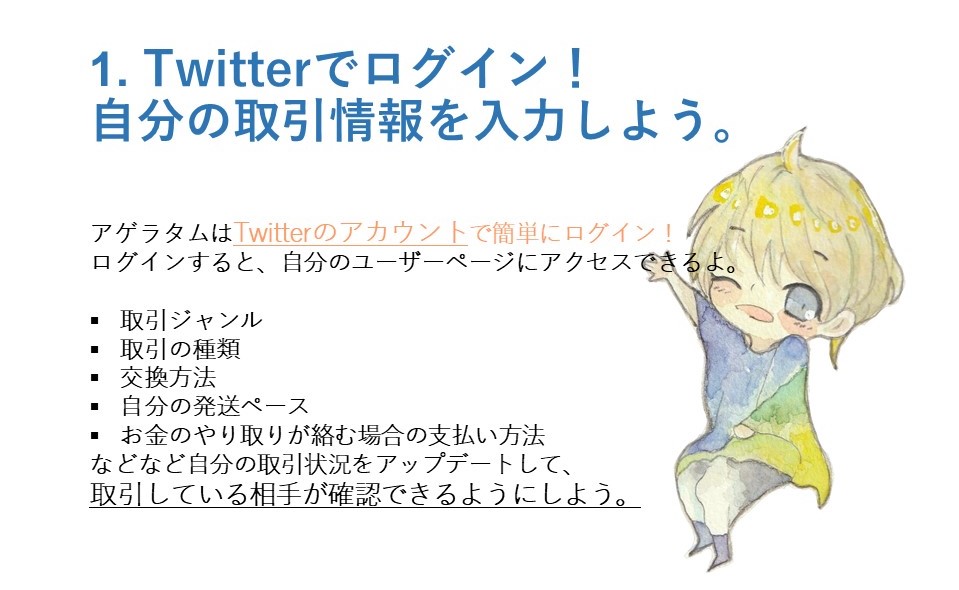 1. Twitterでログイン！
自分の取引情報を入力しよう。
アゲラタムはTwitterのアカウントで簡単にログイン！
ログインすると、自分のユーザーページにアクセスできるよ。
▪ 取引ジャンル
▪ 取引の種類
▪ 交換方法
▪ 自分の発送ペース
▪ お金のやり取りが絡む場合の支払い方法
などなど自分の取引状況をアップデートして、
取引している相手が確認できるようにしよう。